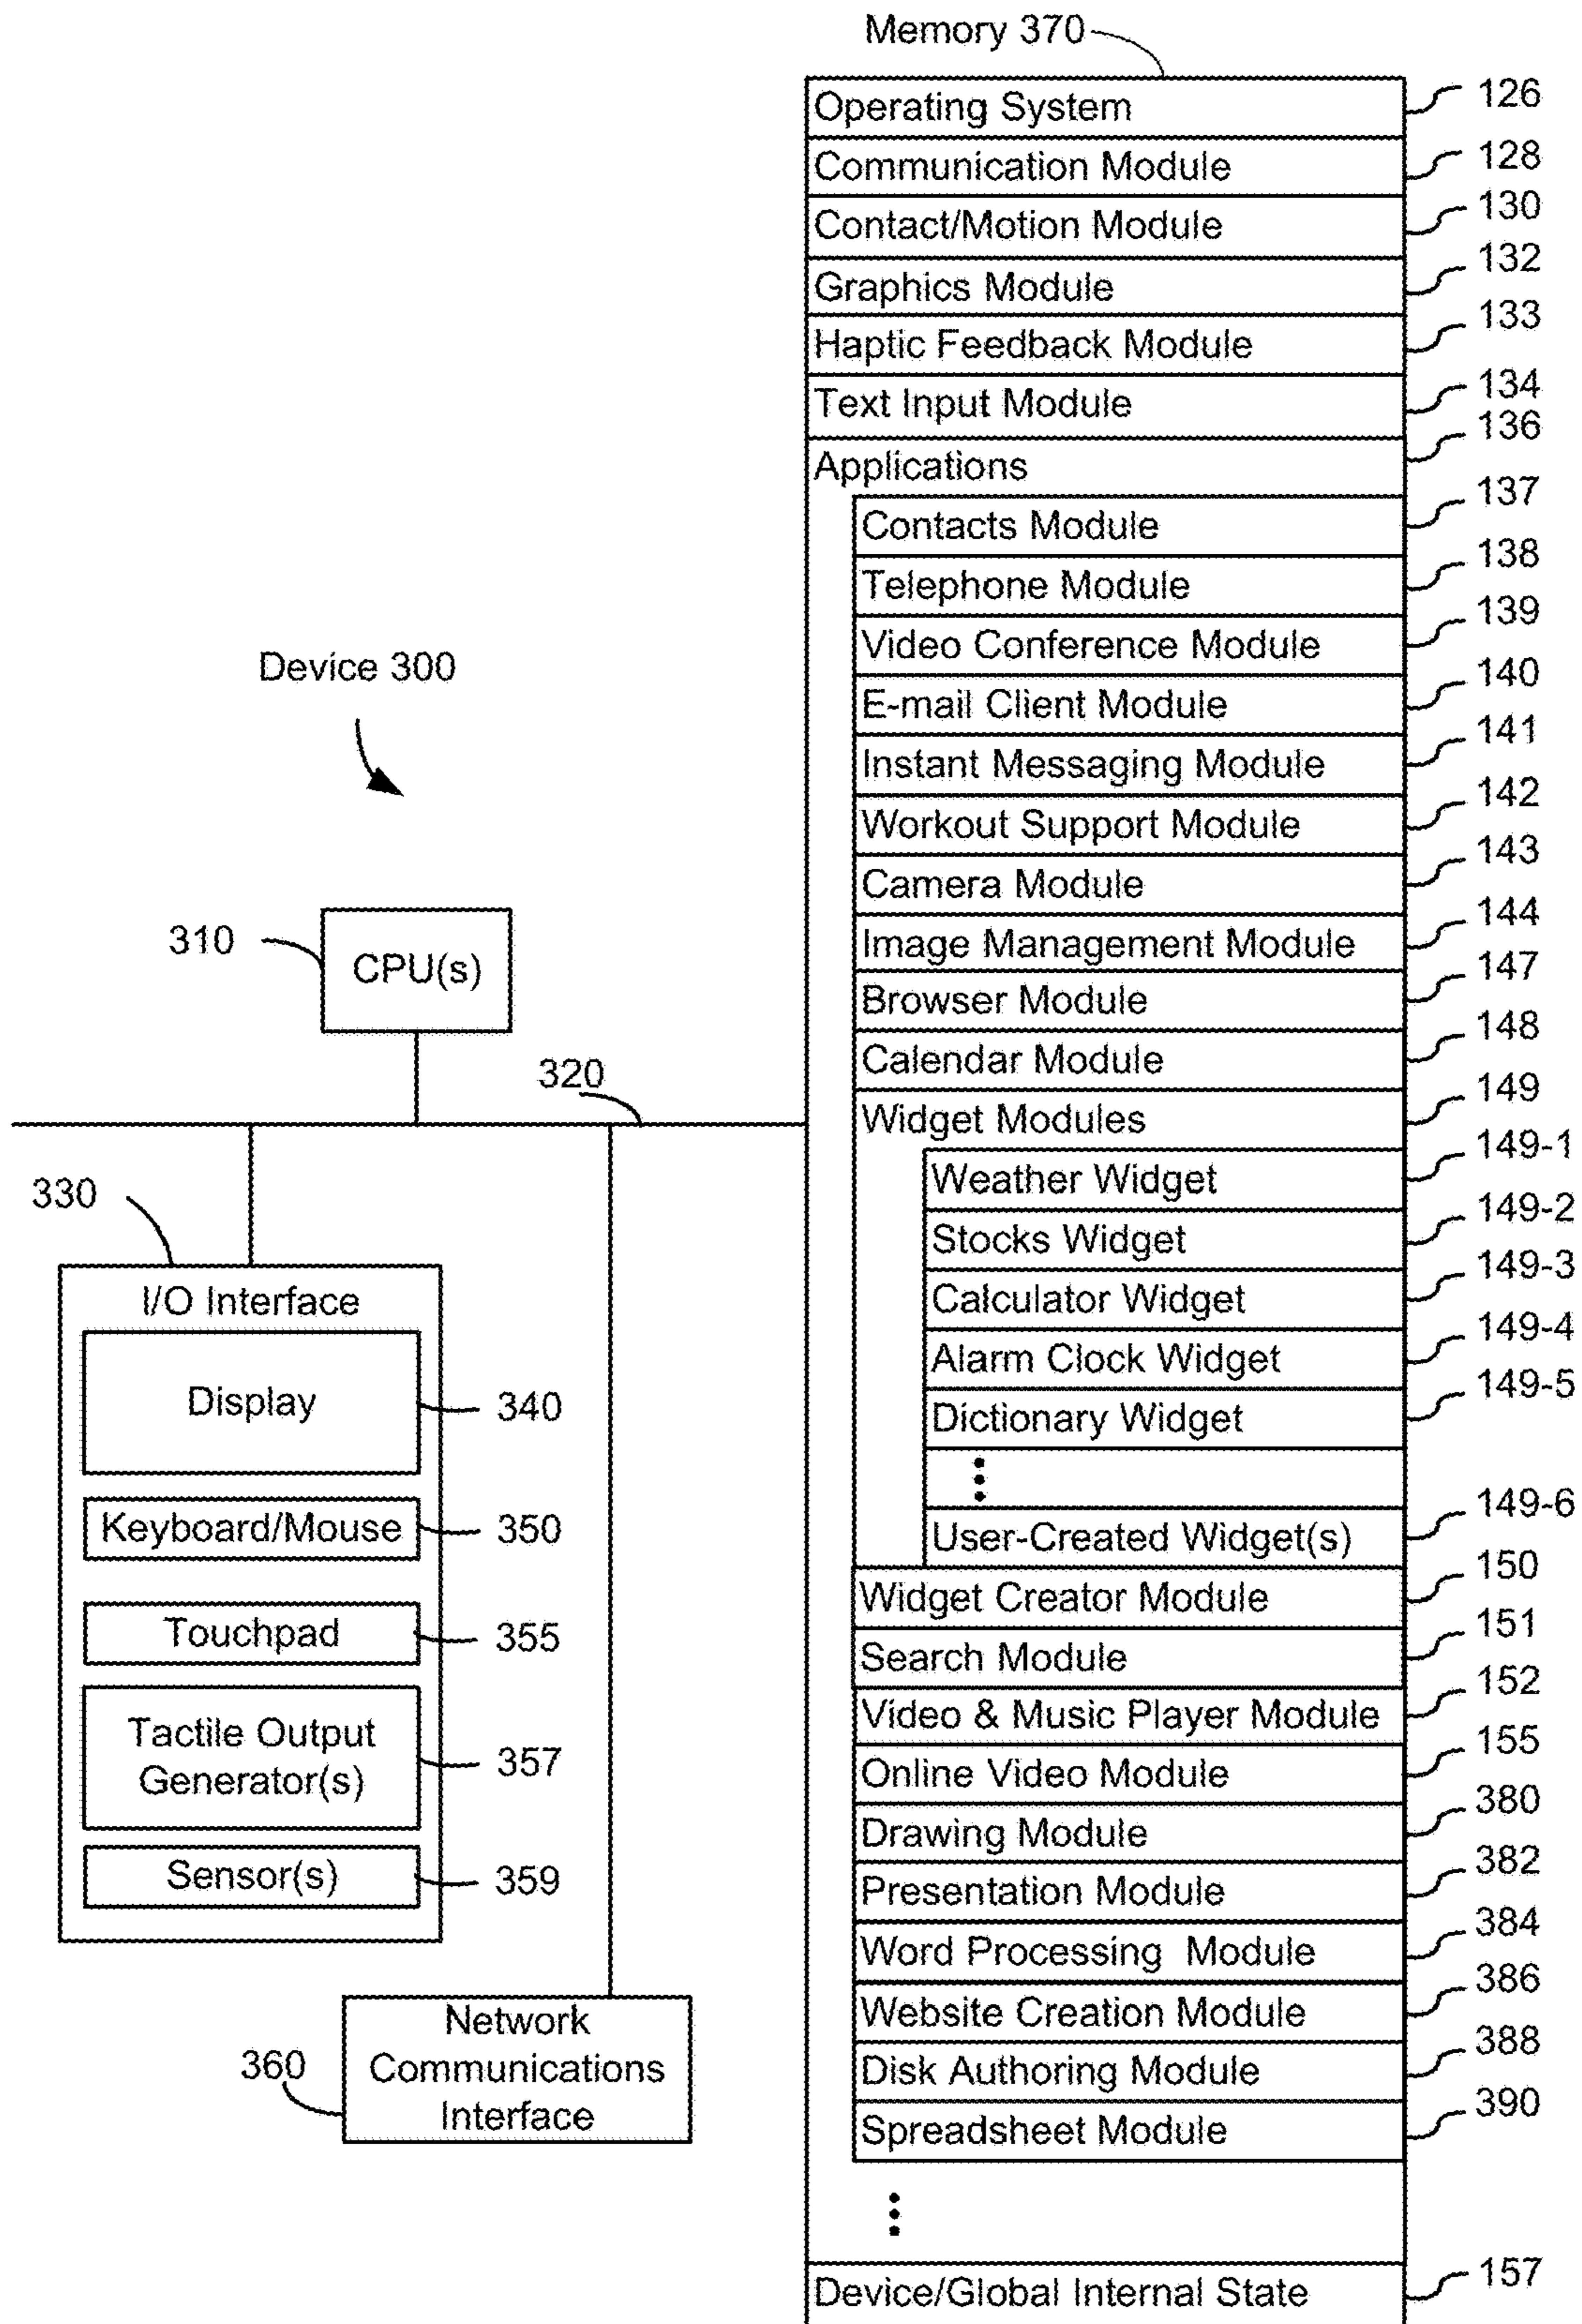 Memory 370
Operating System 126
Communication Module 128
Contact/Motion Module 130
Graphics Module 132
Haptic Feedback Module 133
Text Input Module 134
Applications 136
Contacts Module 137
Telephone Module 138
Video Conference Module 139
E-mail Client Module 140
Instant Messaging Module 141
Workout Support Module 142
Camera Module 143
Image Management Module 144
Browser Module 147
Calendar Module 148
Widget Modules 149
Weather Widget 149-1
Stocks Widget 149-2
Calculator Widget 149-3
Alarm Clock Widget 149-4
Dictionary Widget 149-5
User-Created Widget(s) 149-6
Widget Creator Module 150
Search Module 151
Video & Music Player Module 152
Online Video Module 155
Drawing Module 380
Presentation Module 382
Word Processing Module 384
Website Creation Module 386
Disk Authoring Module 388
Spreadsheet Module 390
Device/Global Internal State 157
Device 300
310
CPU(s)
320
330
I/O Interface
Display 340
Keyboard/Mouse 350
Touchpad 355
Tactile Output
Generator(s)
357
Sensor(s) 359
360
Network
Communications
Interface